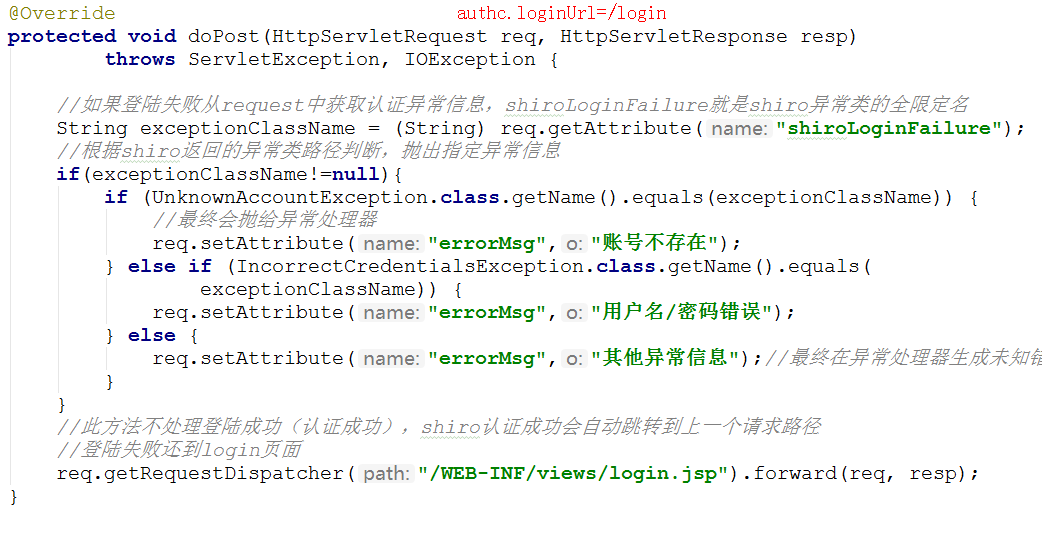 @Override authc.loginUrl=/login
protected void doPost(HttpServletRequest req, HttpServletResponse resp)
throws ServletException, IOException {
//如果登陆失败从request中获取认证异常信息，shiroLoginFailure就是shiro异常类的全限定名
String exceptionClassName = (String) req.getAttribute( name: "shiroLoginFailure");
//根据shiro返回的异常类路径判断，抛出指定异常信息
if(exceptionClassName!=null){
if (UnknownAccountException.class.getName().equals(exceptionClassName)) {
//最终会抛给异常处理器
req.setAttribute( name: "errorMsg", o: "账号不存在");
} else if (IncorrectCredentialsException.class.getName().equals(
exceptionClassName)) {
req.setAttribute( name: "errorMsg", o: "用户名/密码错误");
} else {
req.setAttribute( name: "errorMsg", o: "其他异常信息");//最终在异常处理器生成未知错
}
}
//此方法不处理登陆成功（认证成功），shiro认证成功会自动跳转到上一个请求路径
//登陆失败还到login页面
req.getRequestDispatcher( path: "/WEB-INF/views/login.jsp").forward(req, resp);
}